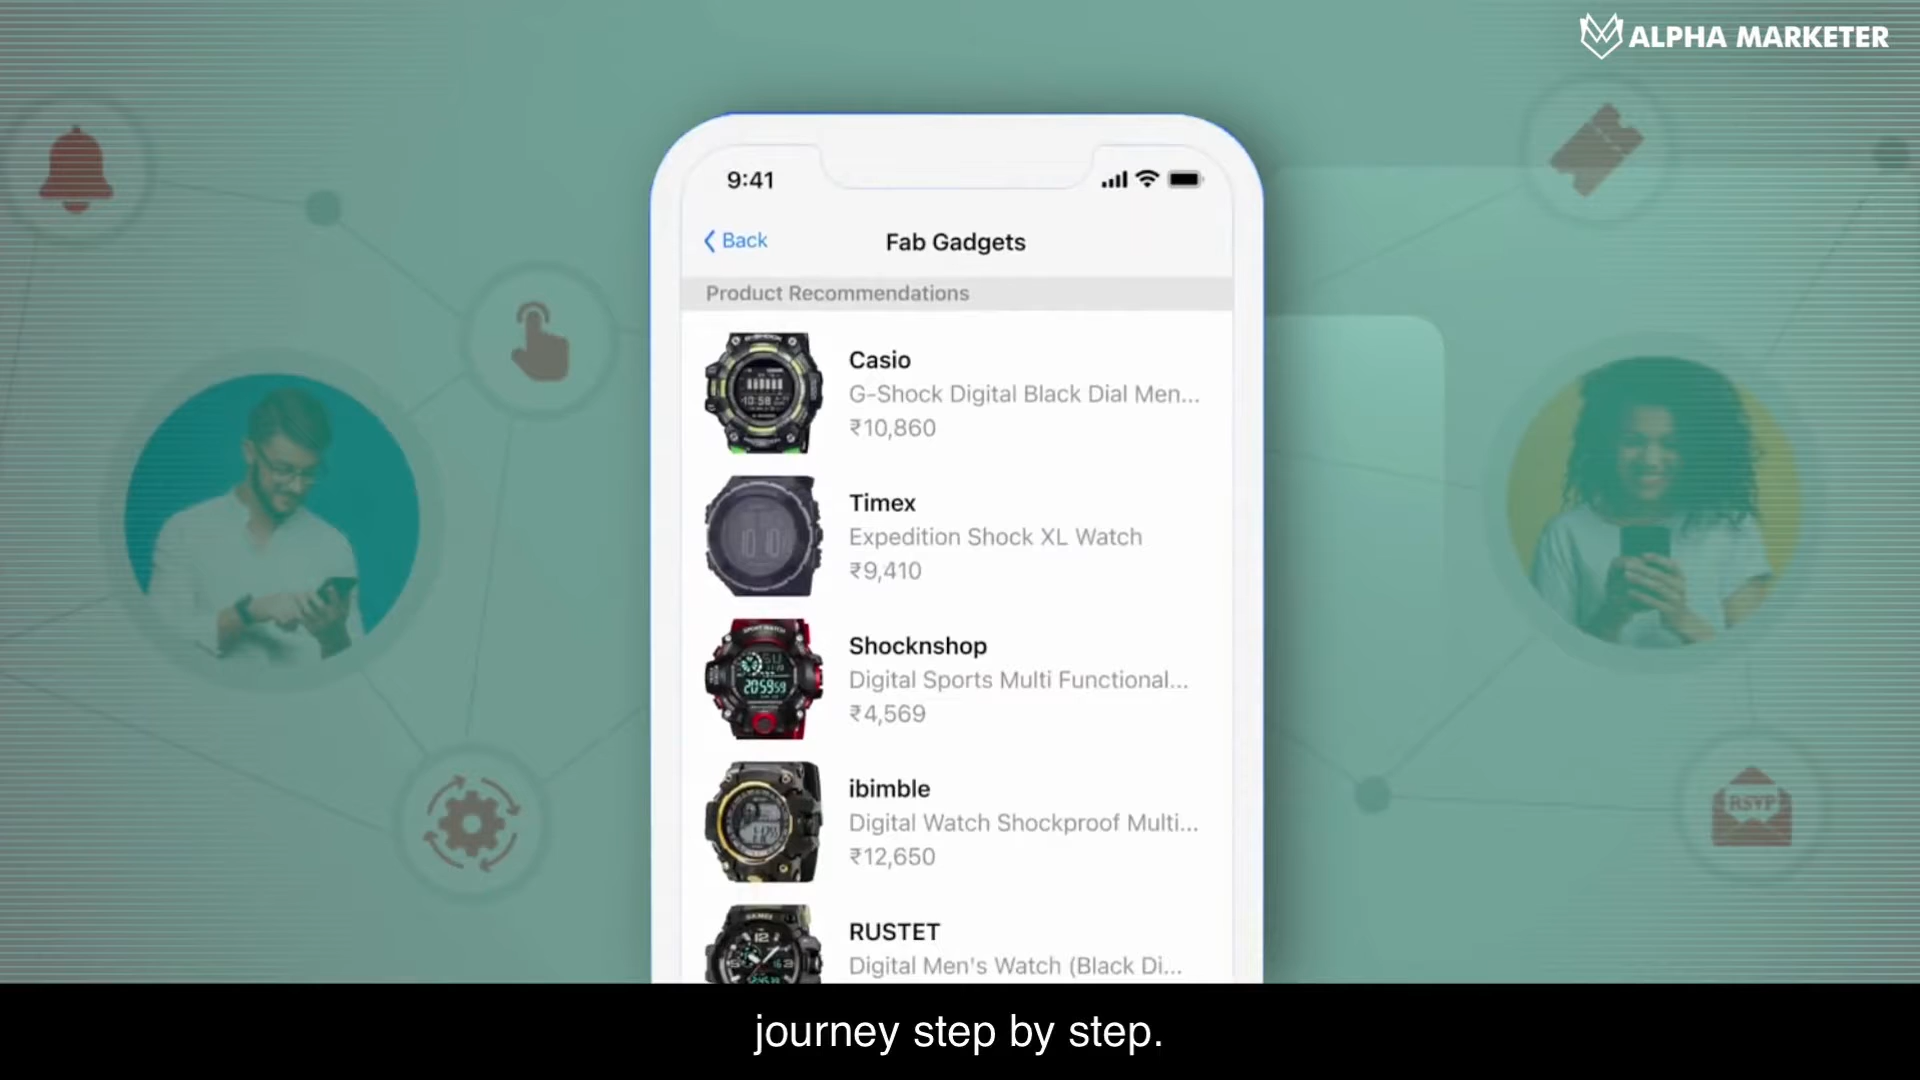 ALPHA MARKETER
9:41
Back
Fab Gadgets
Product Recommendations
Casio
G-Shock Digital Black Dial Men...
₹10,860
Timex
Expedition Shock XL Watch
₹9,410
Shocknshop
Digital Sports Multi Functional...
₹4,569
ibimble
Digital Watch Shockproof Multi...
₹12,650
RUSTET
Digital Men's Watch (Black Di...
RSVP
journey step by step.